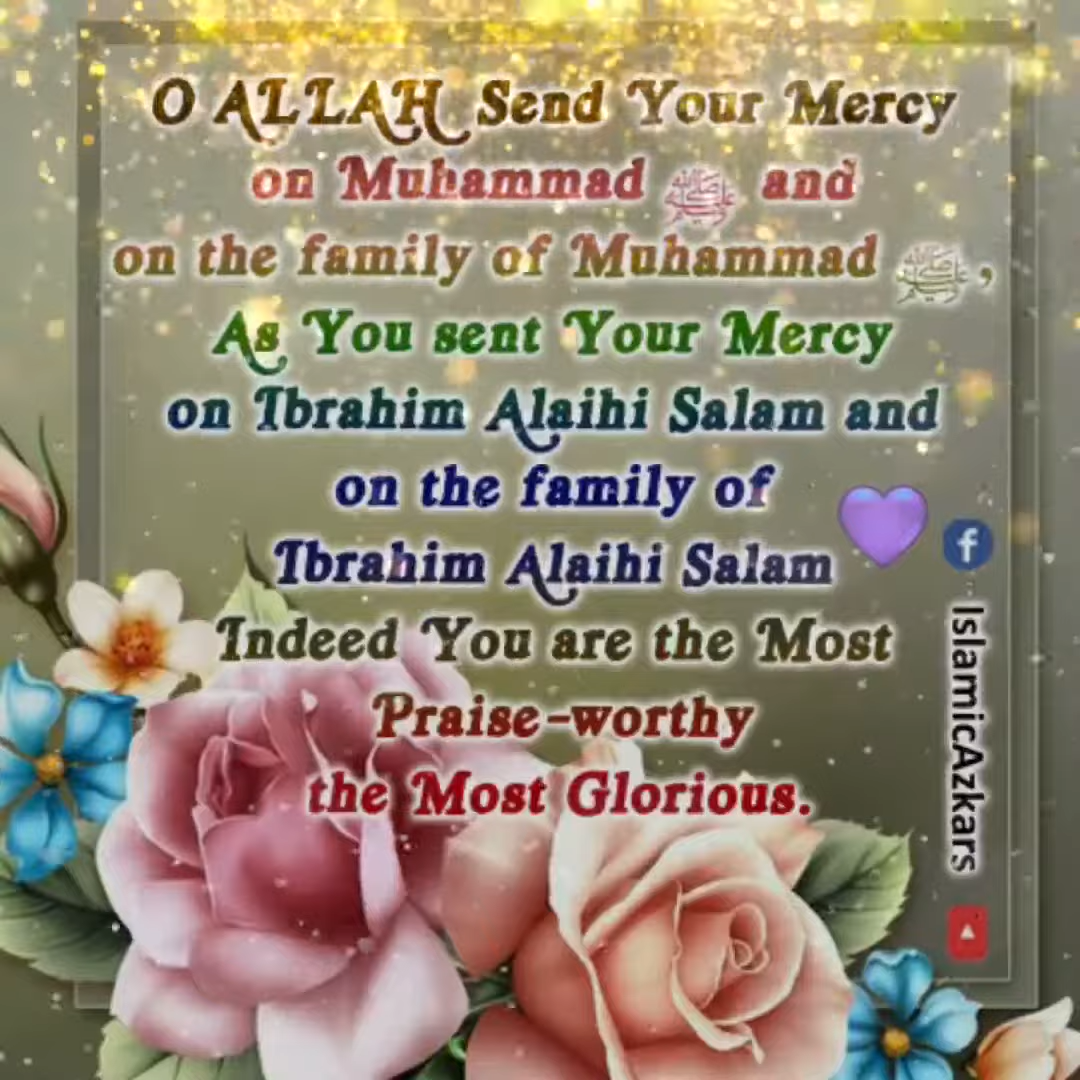 O ALLAH Send Your Mercy
on Muhammad ﷺ and
on the family of Muhammad ﷺ,
As You sent Your Mercy
on Ibrahim Alaihi Salam and
on the family of
Ibrahim Alaihi Salam
Indeed You are the Most
Praise-worthy
the Most Glorious.
f
IslamicAzkars